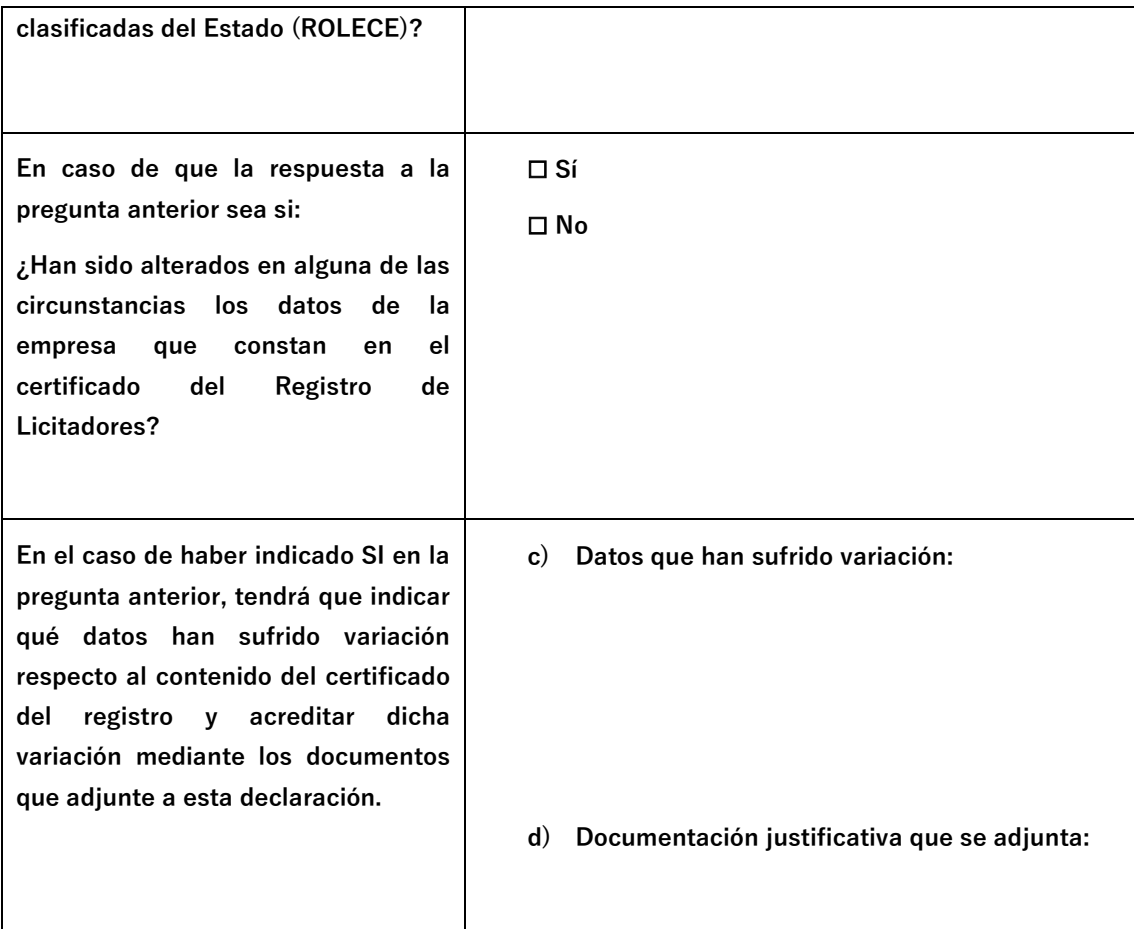 clasificadas del Estado (ROLECE)?
En caso de que la respuesta a la
pregunta anterior sea si:
¿Han sido alterados en alguna de las
circunstancias los datos de la
empresa que constan en el
certificado del Registro de
Licitadores?
☐ Sí
☐ No
En el caso de haber indicado SI en la
pregunta anterior, tendrá que indicar
qué datos han sufrido variación
respecto al contenido del certificado
del registro y acreditar dicha
variación mediante los documentos
que adjunte a esta declaración.
c) Datos que han sufrido variación:
d) Documentación justificativa que se adjunta: